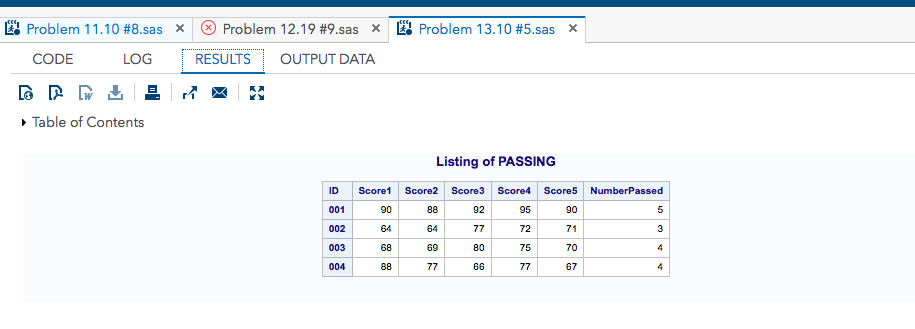 Problem 11.10 #8.sas × Problem 12.19 #9.sas × Problem 13.10 #5.sas ×
CODE LOG RESULTS OUTPUT DATA
Table of Contents
Listing of PASSING
ID Score1 Score2 Score3 Score4 Score5 NumberPassed
001 90 88 92 95 90 5
002 64 64 77 72 71 3
003 68 69 80 75 70 4
004 88 77 66 77 67 4